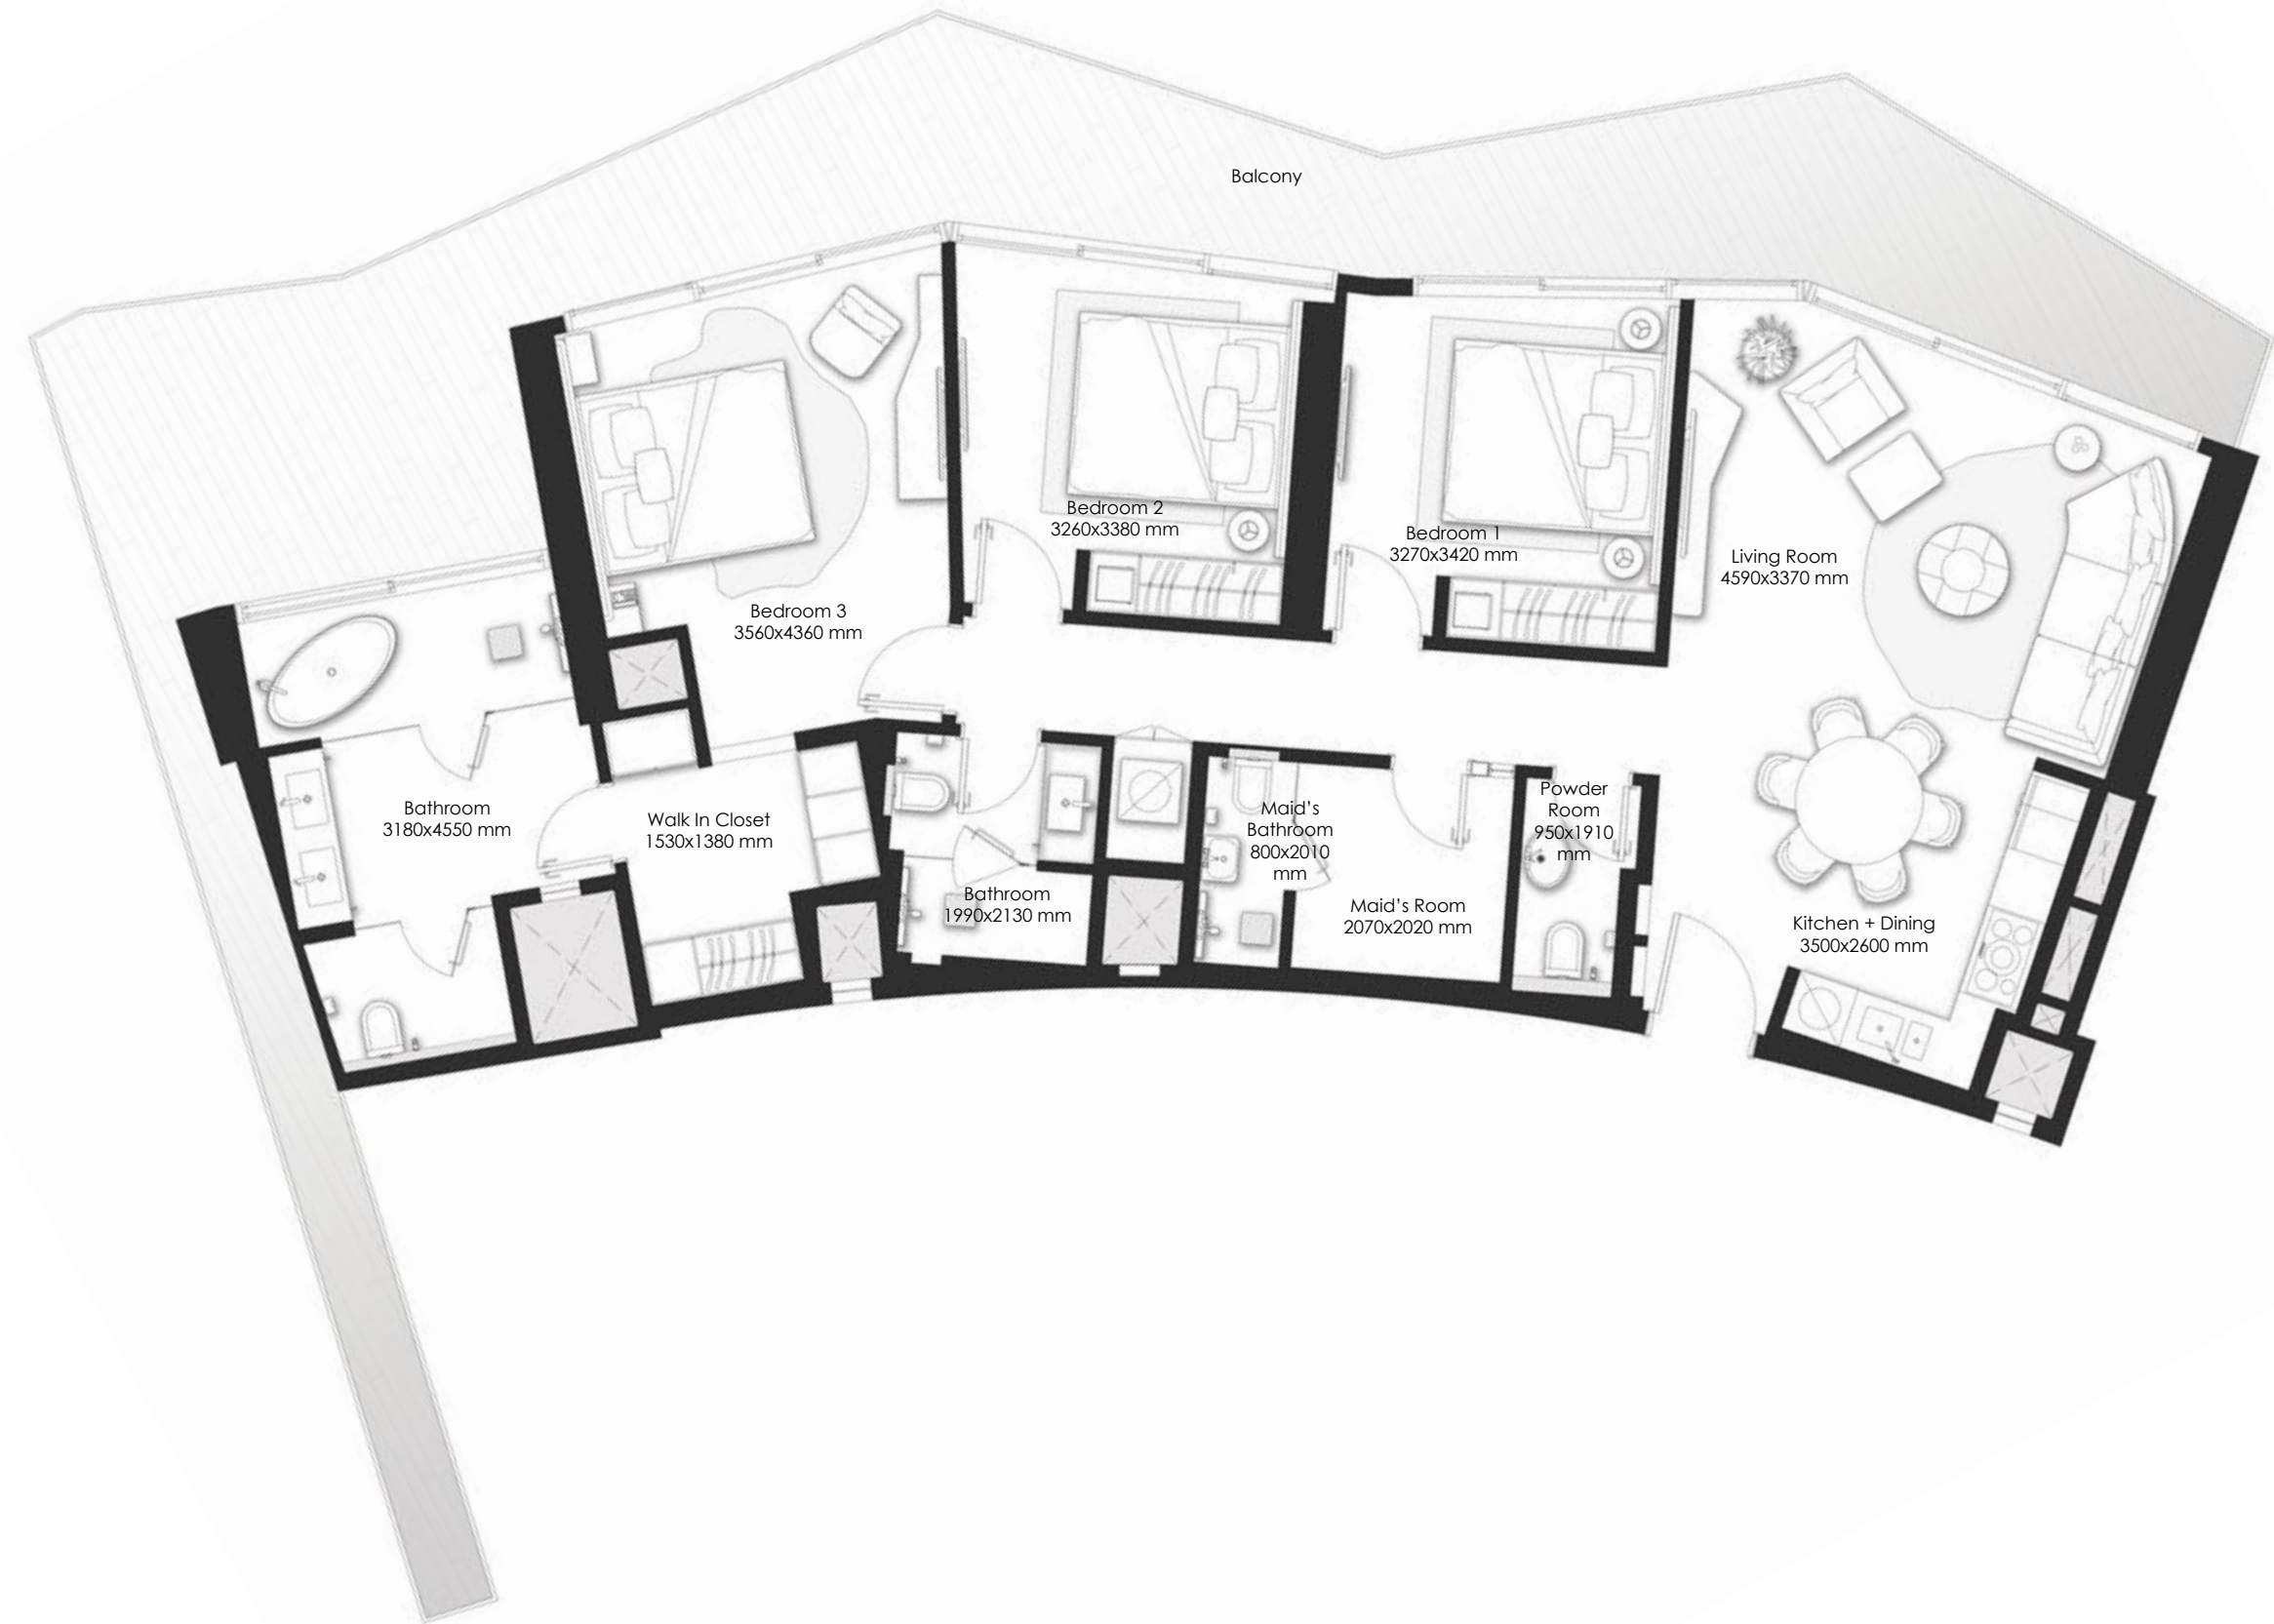 Balcony
Bedroom 2
3260x3380 mm
Bedroom 1
3270x3420 mm
Living Room
4590x3370 mm
Bedroom 3
3560x4360 mm
Bathroom
3180x4550 mm
Walk In Closet
1530x1380 mm
Bathroom
1990x2130 mm
Maid's
Bathroom
800x2010
mm
Maid's Room
2070x2020 mm
Powder
Room
950x1910
mm
Kitchen + Dining
3500x2600 mm